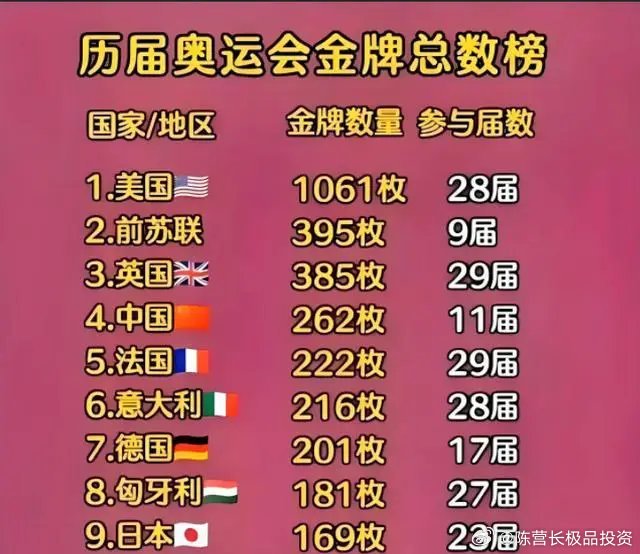 历届奥运会金牌总数榜
国家/地区 金牌数量 参与届数
1.美国 1061枚 28届
2.前苏联 395枚 9届
3.英国 385枚 29届
4.中国 262枚 11届
5.法国 222枚 29届
6.意大利 216枚 28届
7.德国 201枚 17届
8.匈牙利 181枚 27届
9.日本 169枚 23届
@陈营长极品投资